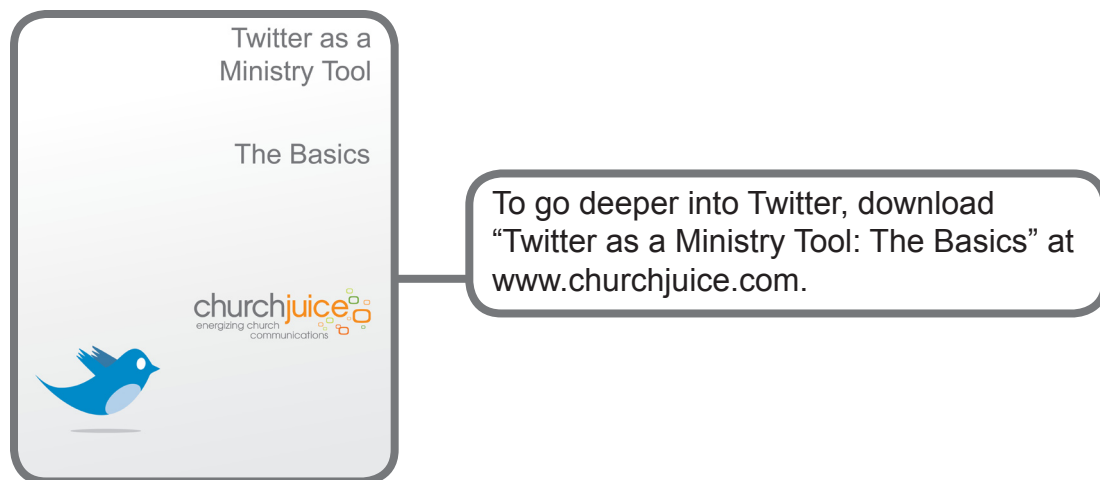 Twitter as a
Ministry Tool
The Basics
churchjuice
energizing church
communications
To go deeper into Twitter, download
“Twitter as a Ministry Tool: The Basics” at
www.churchjuice.com.